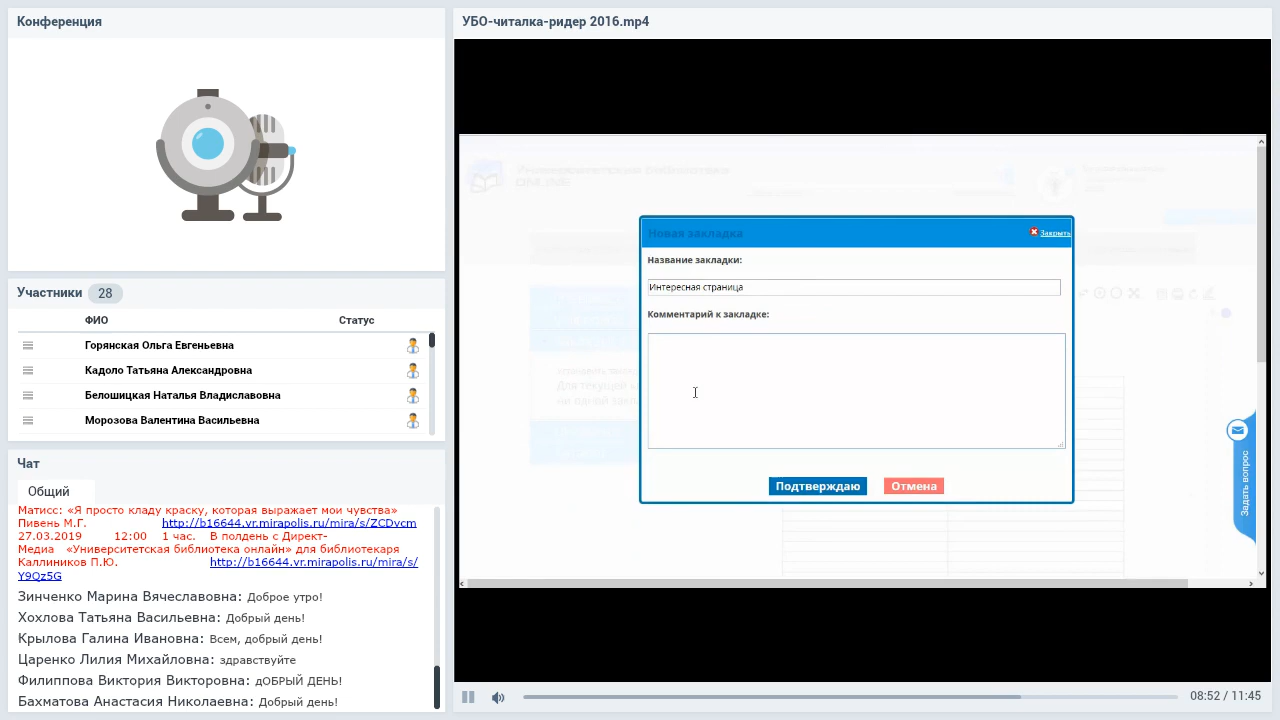 Конференция
УБО-читалка-ридер 2016.mp4
Участники 28
ФИО Статус
Горянская Ольга Евгеньевна
Кадоло Татьяна Александровна
Белошицкая Наталья Владиславовна
Морозова Валентина Васильевна
Чат
Общий
Матисс: «Я просто кладу краску, которая выражает мои чувства»
Пивень М.Г. http://b16644.vr.mirapolis.ru/mira/s/ZCDvcm
27.03.2019 12:00 1 час. В полдень с Директ-
Медиа «Университетская библиотека онлайн» для библиотекаря
Каллиников П.Ю. http://b16644.vr.mirapolis.ru/mira/s/
Y9Qz5G
Зинченко Марина Вячеславовна: Доброе утро!
Хохлова Татьяна Васильевна: Добрый день!
Крылова Галина Ивановна: Всем, добрый день!
Царенко Лилия Михайловна: здравствуйте
Филиппова Виктория Викторовна: дОБРЫЙ ДЕНЬ!
Бахматова Анастасия Николаевна: Добрый день!
Новая закладка
Закрыть
Название закладки:
Интересная страница
Комментарий к закладке:
Подтверждаю Отмена
Задать вопрос
08:52 / 11:45